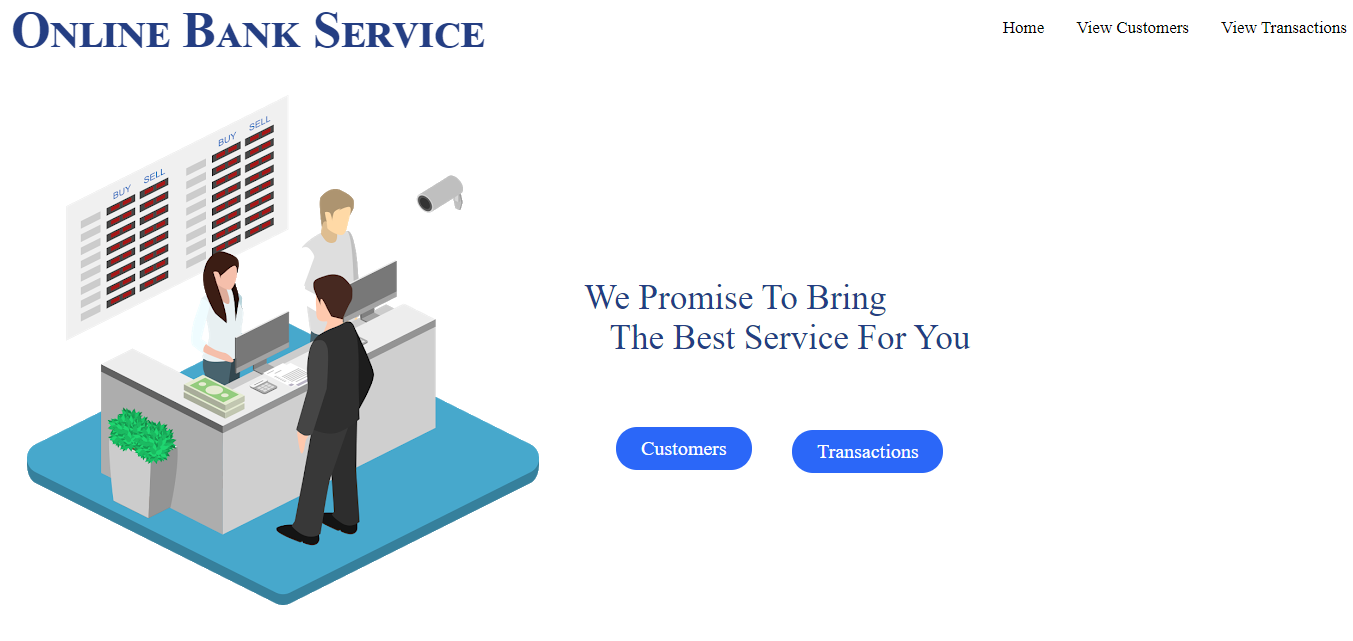 Online Bank Service
Home View Customers View Transactions
BUY SELL
BUY SELL
We Promise To Bring
The Best Service For You
Customers Transactions